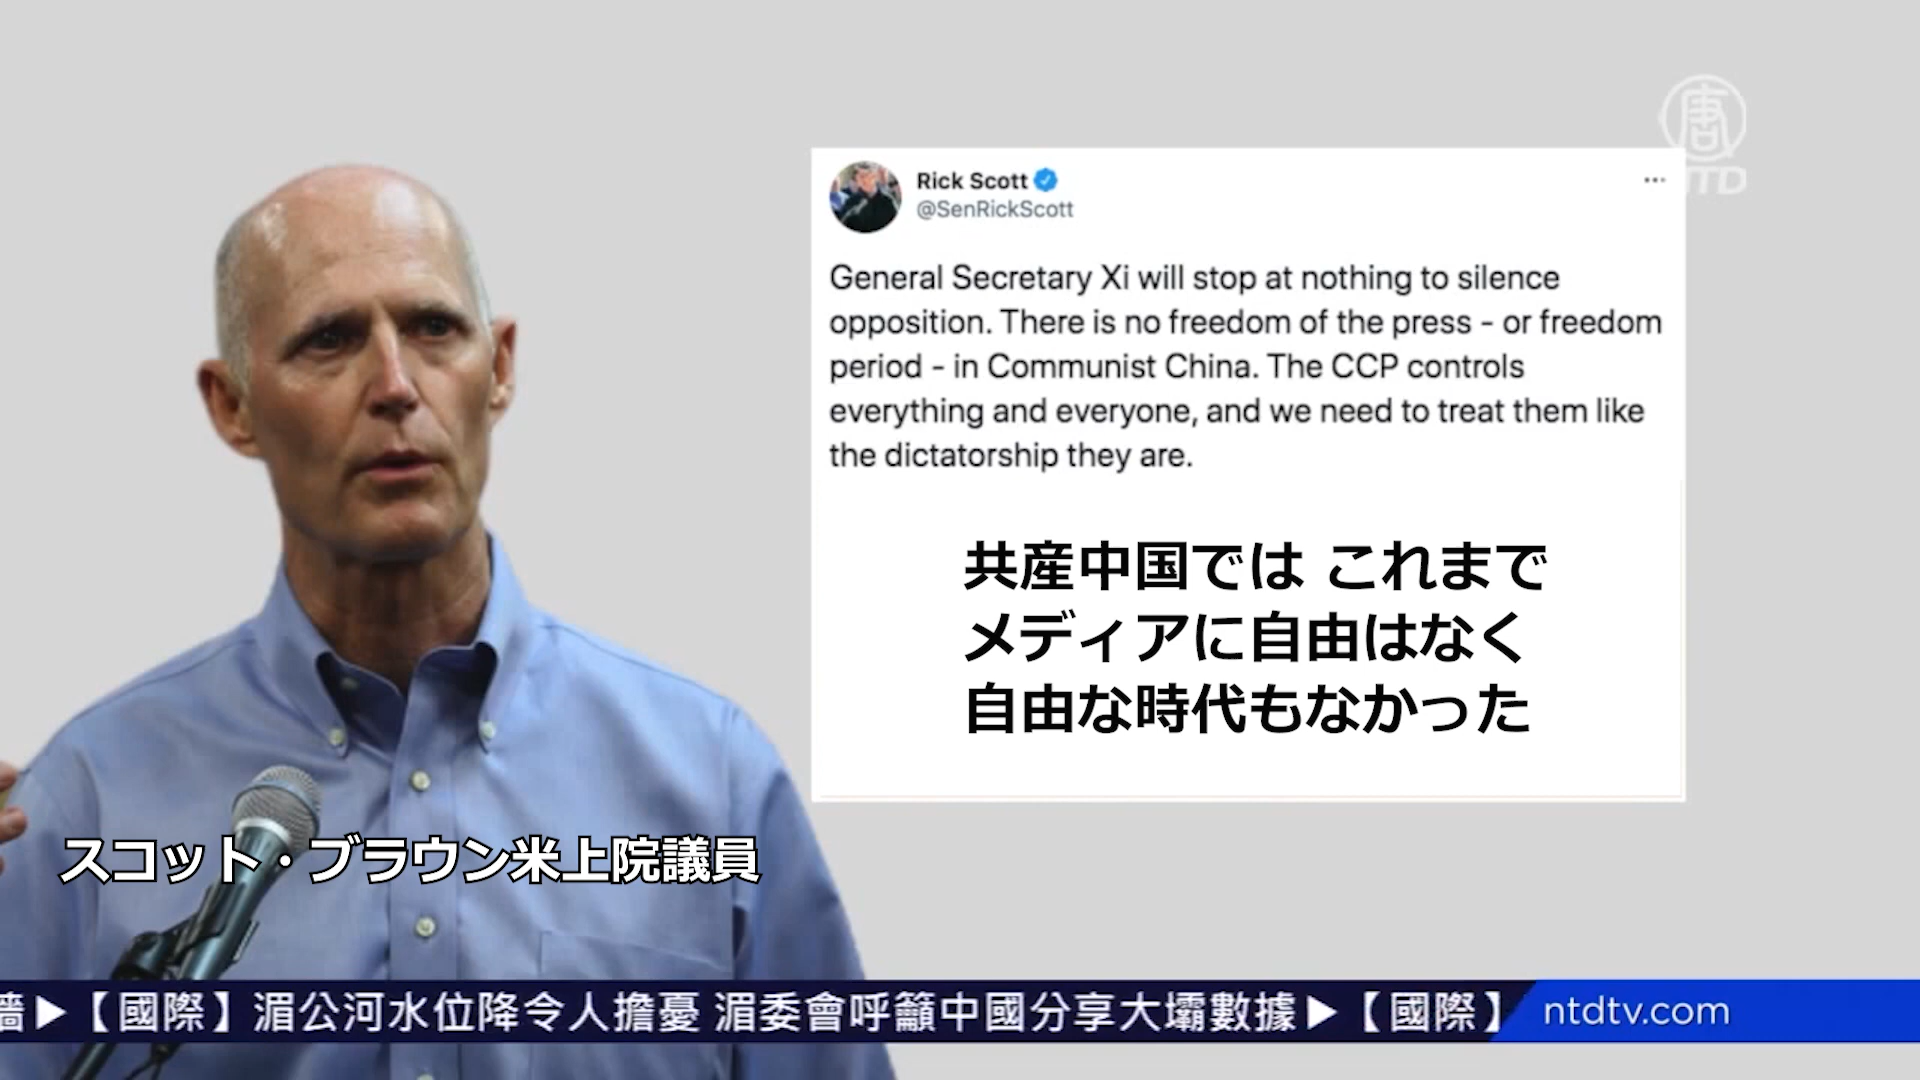 唐
NTD
Rick Scott
@SenRickScott
General Secretary Xi will stop at nothing to silence
opposition. There is no freedom of the press - or freedom
period - in Communist China. The CCP controls
everything and everyone, and we need to treat them like
the dictatorship they are.
共産中国では これまで
メディアに自由はなく
自由な時代もなかった
スコット・ブラウン米上院議員
牆▶【國際】湄公河水位降令人擔憂 湄委會呼籲中國分享大壩數據▶【國際】
ntdtv.com